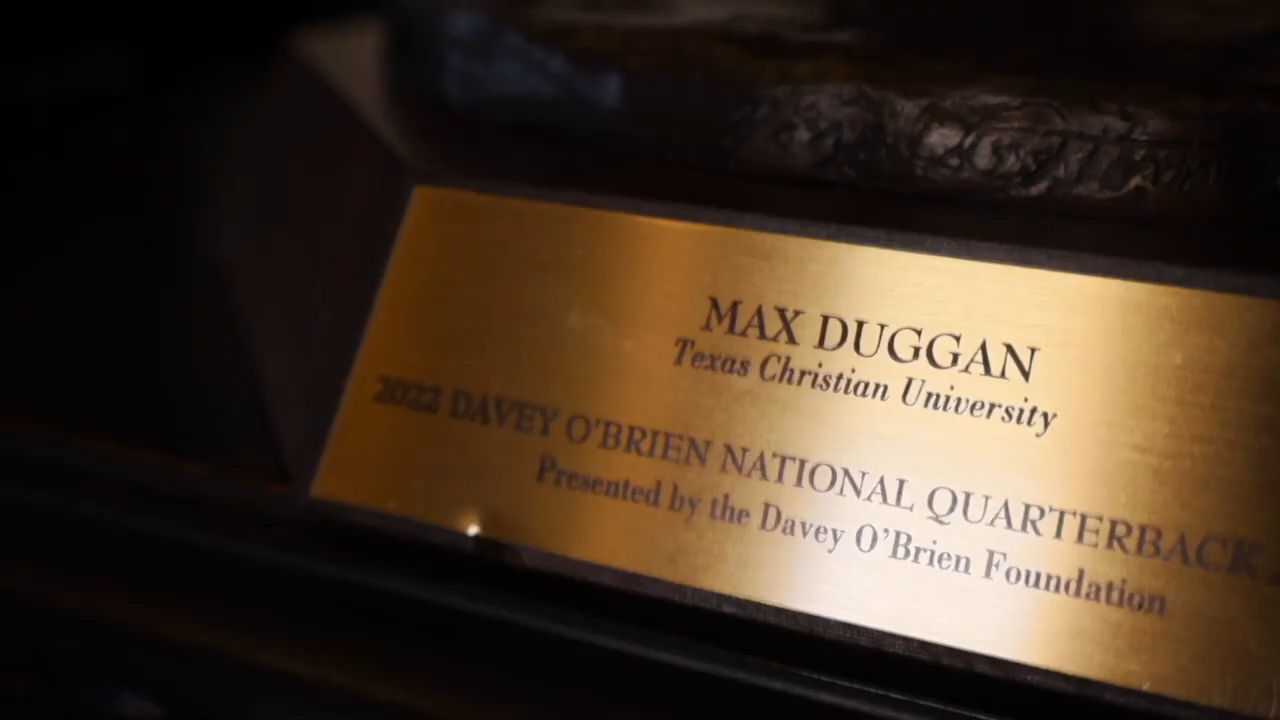 MAX DUGGAN
Texas Christian University
2022 DAVEY O'BRIEN NATIONAL QUARTERBACK
Presented by the Davey O'Brien Foundation